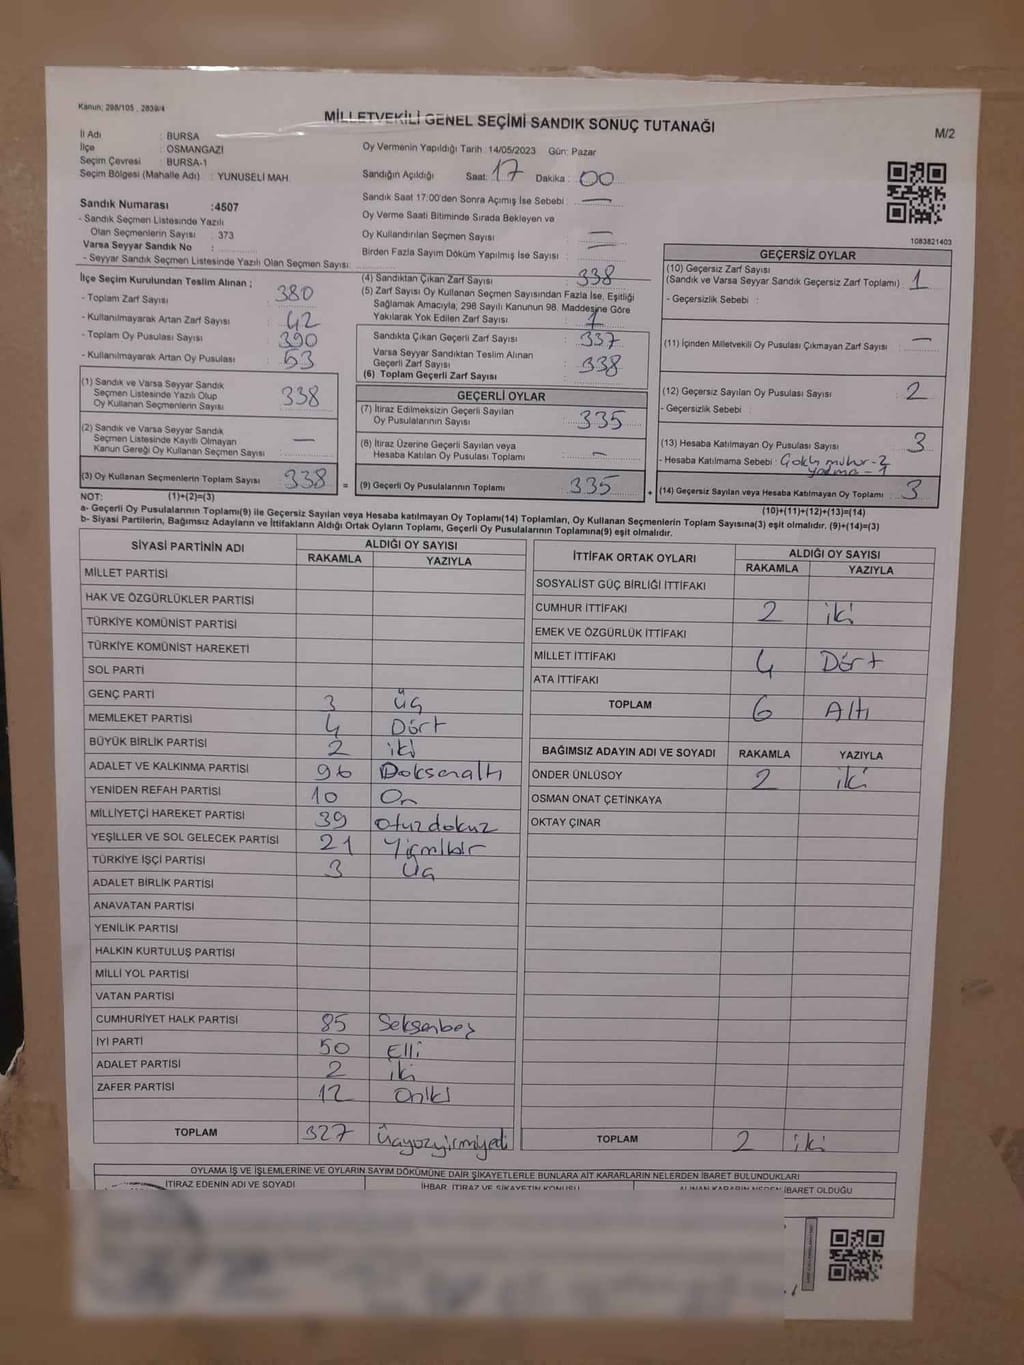 Kanun; 298/105 , 2839/4
MİLLETVEKİLİ GENEL SEÇİMİ SANDIK SONUÇ TUTANAĞI
M/2
İl Adı : BURSA
İlçe : OSMANGAZİ
Seçim Çevresi : BURSA-1
Seçim Bölgesi (Mahalle Adı) : YUNUSELİ MAH.
Oy Vermenin Yapıldığı Tarih : 14/05/2023 Gün: Pazar
Sandığın Açıldığı Saat: 17 Dakika : 00
Sandık Saat 17:00'den Sonra Açımış İse Sebebi : —
Oy Verme Saati Bitiminde Sırada Bekleyen ve
Oy Kullandırılan Seçmen Sayısı : —
Birden Fazla Sayım Döküm Yapılmış İse Sayısı : —
Sandık Numarası :4507
- Sandık Seçmen Listesinde Yazılı
Olan Seçmenlerin Sayısı : 373
Varsa Seyyar Sandık No :
- Seyyar Sandık Seçmen Listesinde Yazılı Olan Seçmen Sayısı:
1083821403
İlçe Seçim Kurulundan Teslim Alınan ;
- Toplam Zarf Sayısı : 380
- Kullanılmayarak Artan Zarf Sayısı : 42
- Toplam Oy Pusulası Sayısı : 390
- Kullanılmayarak Artan Oy Pusulası : 53
(1) Sandık ve Varsa Seyyar Sandık
Seçmen Listesinde Yazılı Olup
Oy Kullanan Seçmenlerin Sayısı : 338
(2) Sandık ve Varsa Seyyar Sandık
Seçmen Listesinde Kayıtlı Olmayan
Kanun Gereği Oy Kullanan Seçmen Sayısı : —
(3) Oy Kullanan Seçmenlerin Toplam Sayısı : 338 =
(4) Sandıktan Çıkan Zarf Sayısı : 338
(5) Zarf Sayısı Oy Kullanan Seçmen Sayısından Fazla İse, Eşitliği
Sağlamak Amacıyla; 298 Sayılı Kanunun 98. Maddesine Göre
Yakılarak Yok Edilen Zarf Sayısı : 1
Sandıkta Çıkan Geçerli Zarf Sayısı : 337
Varsa Seyyar Sandıktan Teslim Alınan
Geçerli Zarf Sayısı : 338
(6) Toplam Geçerli Zarf Sayısı
GEÇERLİ OYLAR
(7) İtiraz Edilmeksizin Geçerli Sayılan
Oy Pusulalarının Sayısı : 335
(8) İtiraz Üzerine Geçerli Sayılan veya
Hesaba Katılan Oy Pusulası Toplamı : —
(9) Geçerli Oy Pusulalarının Toplamı : 335 +
GEÇERSİZ OYLAR
(10) Geçersiz Zarf Sayısı
(Sandık ve Varsa Seyyar Sandık Geçersiz Zarf Toplamı) : 1
- Geçersizlik Sebebi :
(11) İçinden Milletvekili Oy Pusulası Çıkmayan Zarf Sayısı : —
(12) Geçersiz Sayılan Oy Pusulası Sayısı : 2
- Geçersizlik Sebebi :
(13) Hesaba Katılmayan Oy Pusulası Sayısı : 3
- Hesaba Katılmama Sebebi :
(14) Geçersiz Sayılan veya Hesaba Katılmayan Oy Toplamı : 3
NOT: (1)+(2)=(3)
(10)+(11)+(12)+(13)=(14)
a- Geçerli Oy Pusulaları Toplamı(9) ile Geçersiz Sayılan veya Hesaba katılmayan Oy Toplamı(14) Toplamları, Oy Kullanan Seçmenlerin Toplam Sayısına(3) eşit olmalıdır. (9)+(14)=(3)
b- Siyasi Partilerin, Bağımsız Adayların ve İttifakların Aldığı Ortak Oyların Toplamı, Geçerli Oy Pusulalarının Toplamına(9) eşit olmalıdır.
SİYASİ PARTİNİN ADI ALDIĞI OY SAYISI
RAKAMLA YAZIYLA
MİLLET PARTİSİ
HAK VE ÖZGÜRLÜKLER PARTİSİ
TÜRKİYE KOMÜNİST PARTİSİ
TÜRKİYE KOMÜNİST HAREKETİ
SOL PARTİ
GENÇ PARTİ 3 Üç
MEMLEKET PARTİSİ 4 Dört
BÜYÜK BİRLİK PARTİSİ 2 iki
ADALET VE KALKINMA PARTİSİ 96 Doksanaltı
YENİDEN REFAH PARTİSİ 10 On
MİLLİYETÇİ HAREKET PARTİSİ 39 otuzdokuz
YEŞİLLER VE SOL GELECEK PARTİSİ 21 Yirmibir
TÜRKİYE İŞÇİ PARTİSİ 3 Üç
ADALET BİRLİK PARTİSİ
ANAVATAN PARTİSİ
YENİLİK PARTİSİ
HALKIN KURTULUŞ PARTİSİ
MİLLİ YOL PARTİSİ
VATAN PARTİSİ
CUMHURİYET HALK PARTİSİ 85 Seksenbeş
İYİ PARTİ 50 Elli
ADALET PARTİSİ 2 iki
ZAFER PARTİSİ 12 Oniki
TOPLAM 327 Üçyüzyirmiyedi
İTTİFAK ORTAK OYLARI ALDIĞI OY SAYISI
RAKAMLA YAZIYLA
SOSYALİST GÜÇ BİRLİĞİ İTTİFAKI
CUMHUR İTTİFAKI 2 iki
EMEK VE ÖZGÜRLÜK İTTİFAKI
MİLLET İTTİFAKI 4 Dört
ATA İTTİFAKI
TOPLAM 6 Altı
BAĞIMSIZ ADAYIN ADI VE SOYADI RAKAMLA YAZIYLA
ÖNDER ÜNLÜSOY 2 iki
OSMAN ONAT ÇETİNKAYA
OKTAY ÇINAR
TOPLAM 2 iki
OYLAMA İŞ VE İŞLEMLERİNE VE OYLARIN SAYIM DÖKÜMÜNE DAİR ŞİKAYETLERLE BUNLARA AİT KARARLARIN NELERDEN İBARET BULUNDUKLARI
İTİRAZ EDENİN ADI VE SOYADI İHBAR, İTİRAZ VE ŞİKAYETİN KONUSU ALINAN KARARIN NEDEN İBARET OLDUĞU